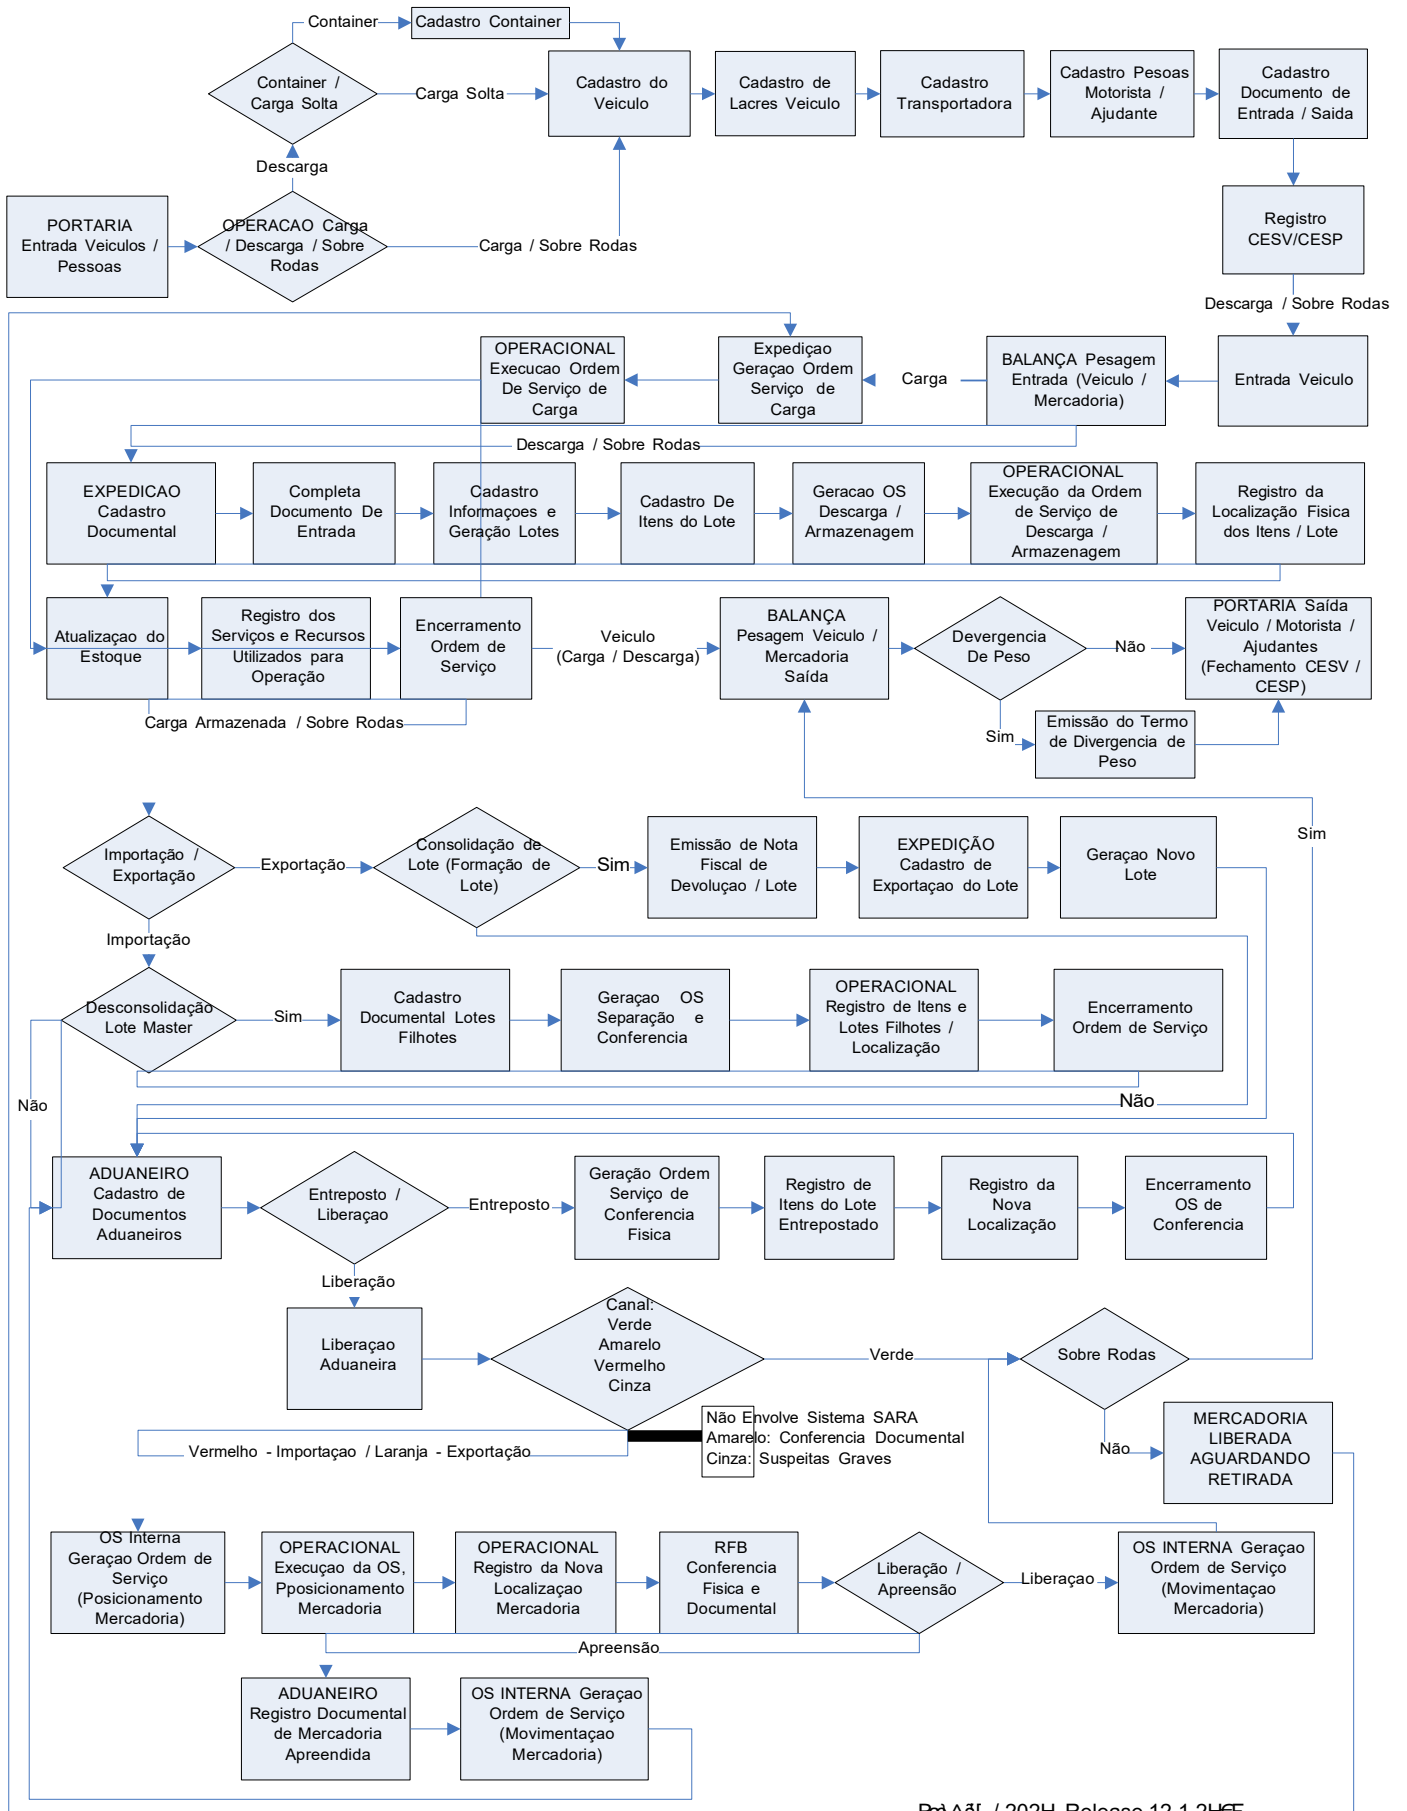 Container
Cadastro Container
Container /
Carga Solta
Carga Solta
Cadastro do
Veiculo
Cadastro de
Lacres Veiculo
Cadastro
Transportadora
Cadastro Pesoas
Motorista /
Ajudante
Cadastro
Documento de
Entrada / Saida
Descarga
PORTARIA
Entrada Veiculos /
Pessoas
OPERACAO Carga
/ Descarga / Sobre
Rodas
Carga / Sobre Rodas
Registro
CESV/CESP
Descarga / Sobre Rodas
OPERACIONAL
Execucao Ordem
De Serviço de
Carga
Expediçao
Geraçao Ordem
Serviço de
Carga
Carga
BALANÇA Pesagem
Entrada (Veiculo /
Mercadoria)
Entrada Veiculo
Descarga / Sobre Rodas
EXPEDICAO
Cadastro
Documental
Completa
Documento De
Entrada
Cadastro
Informaçoes e
Geração Lotes
Cadastro De
Itens do Lote
Geracao OS
Descarga /
Armazenagem
OPERACIONAL
Execução da Ordem
de Serviço de
Descarga /
Armazenagem
Registro da
Localização Fisica
dos Itens / Lote
Atualizaçao do
Estoque
Registro dos
Serviços e Recursos
Utilizados para
Operação
Encerramento
Ordem de
Serviço
Veiculo
(Carga / Descarga)
BALANÇA
Pesagem Veiculo /
Mercadoria
Saída
Devergencia
De Peso
Não
PORTARIA Saída
Veiculo / Motorista /
Ajudantes
(Fechamento CESV /
CESP)
Carga Armazenada / Sobre Rodas
Sim
Emissão do Termo
de Divergencia de
Peso
Importação /
Exportação
Exportação
Consolidação de
Lote (Formação de
Lote)
Sim
Emissão de Nota
Fiscal de
Devoluçao / Lote
EXPEDIÇÃO
Cadastro de
Exportaçao do Lote
Geraçao Novo
Lote
Sim
Importação
Desconsolidação
Lote Master
Sim
Cadastro
Documental Lotes
Filhotes
Geraçao OS
Separação e
Conferencia
OPERACIONAL
Registro de Itens e
Lotes Filhotes /
Localização
Encerramento
Ordem de Serviço
Não
Não
ADUANEIRO
Cadastro de
Documentos
Aduaneiros
Entreposto /
Liberaçao
Entreposto
Geração Ordem
Serviço de
Conferencia
Fisica
Registro de
Itens do Lote
Entrepostado
Registro da
Nova
Localização
Encerramento
OS de
Conferencia
Liberação
Liberaçao
Aduaneira
Canal:
Verde
Amarelo
Vermelho
Cinza
Verde
Sobre Rodas
Não Envolve Sistema SARA
Amarelo: Conferencia Documental
Cinza: Suspeitas Graves
Vermelho - Importaçao / Laranja - Exportação
Não
MERCADORIA
LIBERADA
AGUARDANDO
RETIRADA
OS Interna
Geraçao Ordem de
Serviço
(Posicionamento
Mercadoria)
OPERACIONAL
Execuçao da OS,
Pposicionamento
Mercadoria
OPERACIONAL
Registro da Nova
Localizaçao
Mercadoria
RFB
Conferencia
Fisica e
Documental
Liberação /
Apreensão
Liberaçao
OS INTERNA Geraçao
Ordem de Serviço
(Movimentaçao
Mercadoria)
Apreensão
ADUANEIRO
Registro Documental
de Mercadoria
Apreendida
OS INTERNA Geraçao
Ordem de Serviço
(Movimentaçao
Mercadoria)
Release